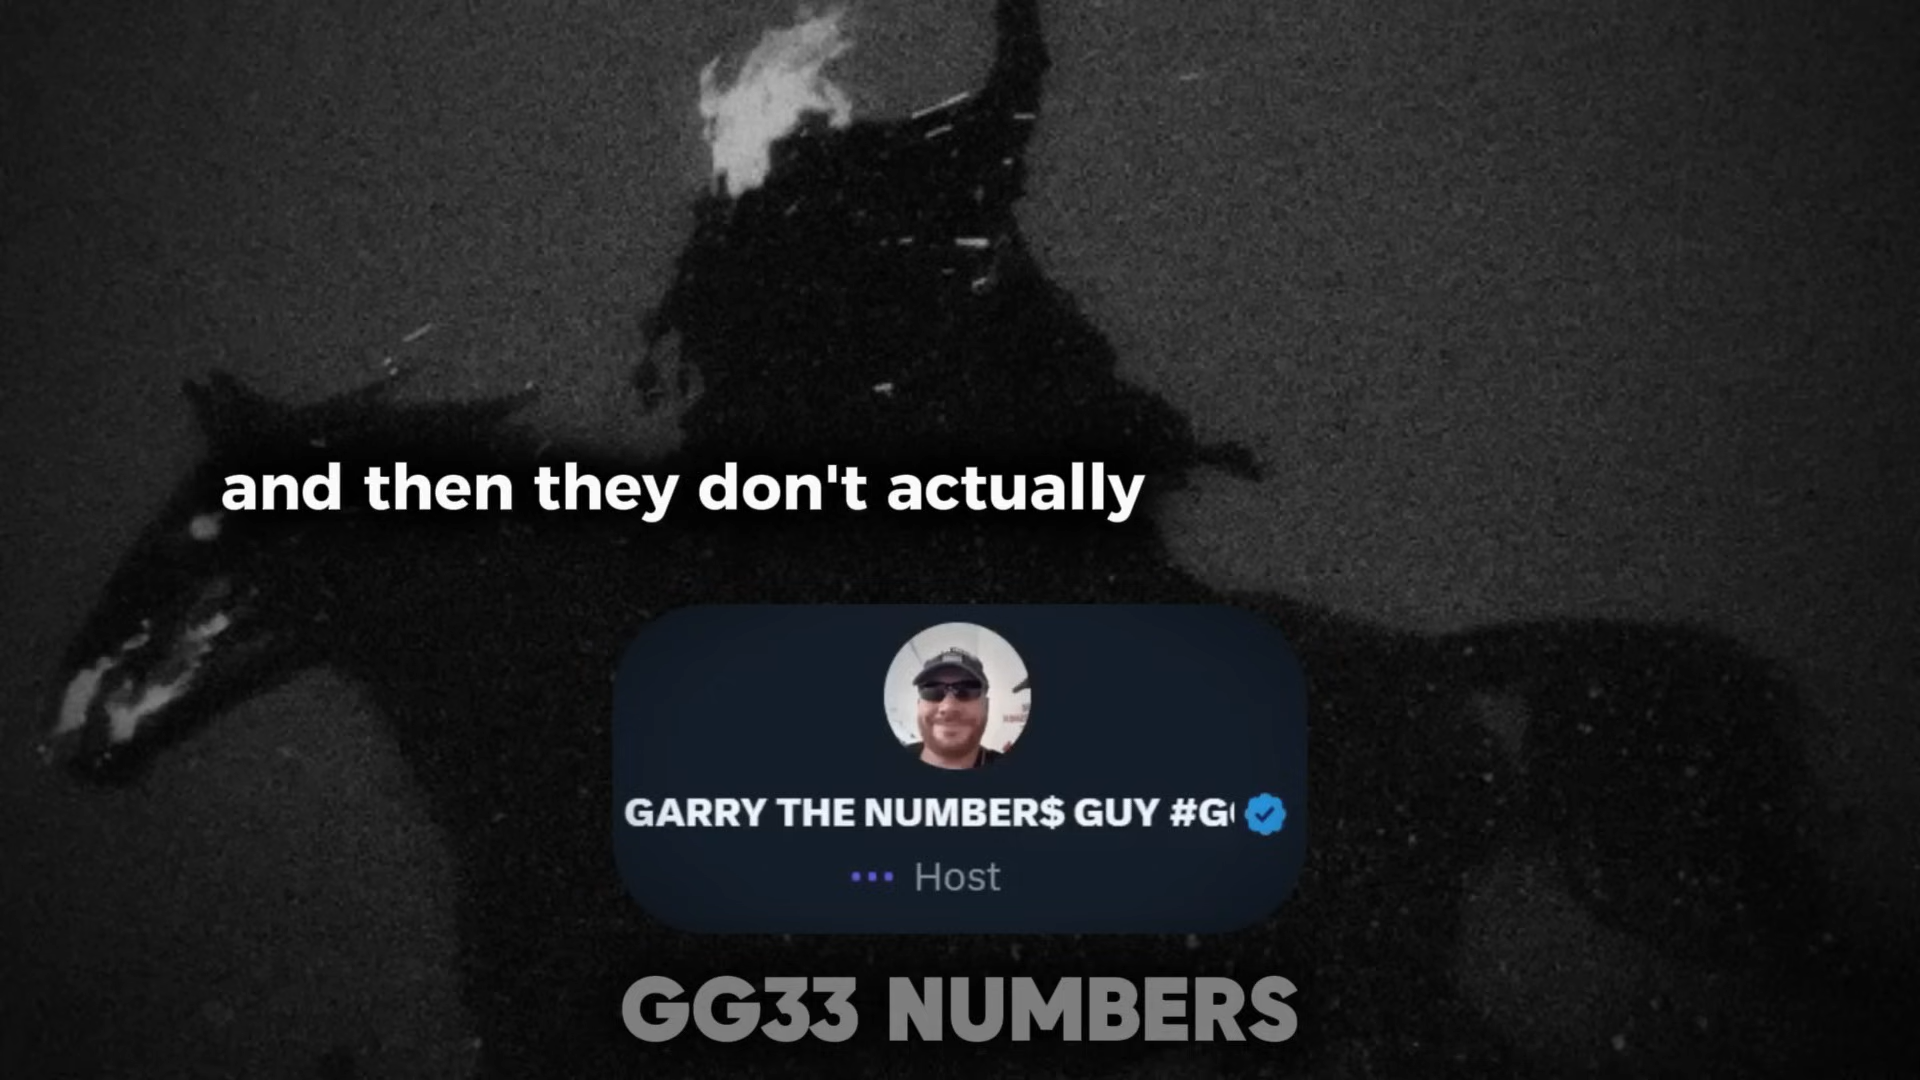 and then they don't actually
GARRY THE NUMBER$ GUY #G
Host
GG33 NUMBERS